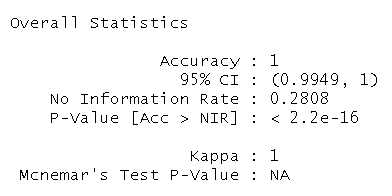 Overall Statistics
Accuracy : 1
95% CI : (0.9949, 1)
No Information Rate : 0.2808
P-Value [Acc > NIR] : < 2.2e-16
Kappa : 1
Mcnemar's Test P-Value : NA